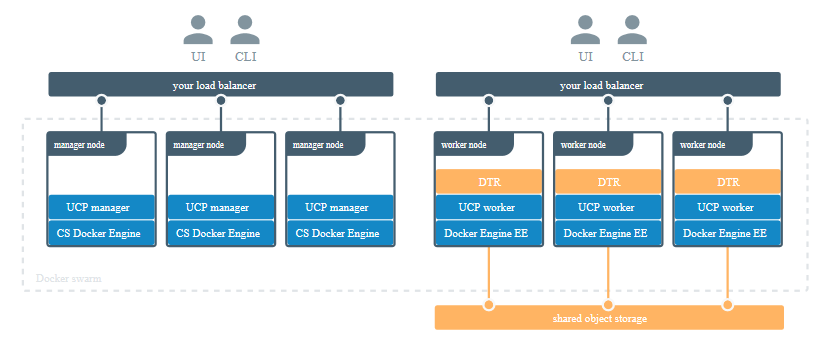 UI
CLI
UI
CLI
your load balancer
your load balancer
manager node
manager node
manager node
worker node
worker node
worker node
DTR
DTR
DTR
UCP manager
UCP manager
UCP manager
UCP worker
UCP worker
UCP worker
CS Docker Engine
CS Docker Engine
CS Docker Engine
Docker Engine EE
Docker Engine EE
Docker Engine EE
Docker swarm
shared object storage